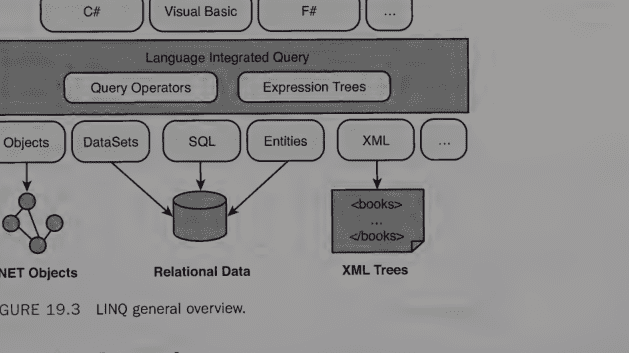 C# Visual Basic F# ...
Language Integrated Query
Query Operators Expression Trees
Objects DataSets SQL Entities XML ...
<books>
...
</books>
NET Objects Relational Data XML Trees
GURE 19.3 LINQ general overview.